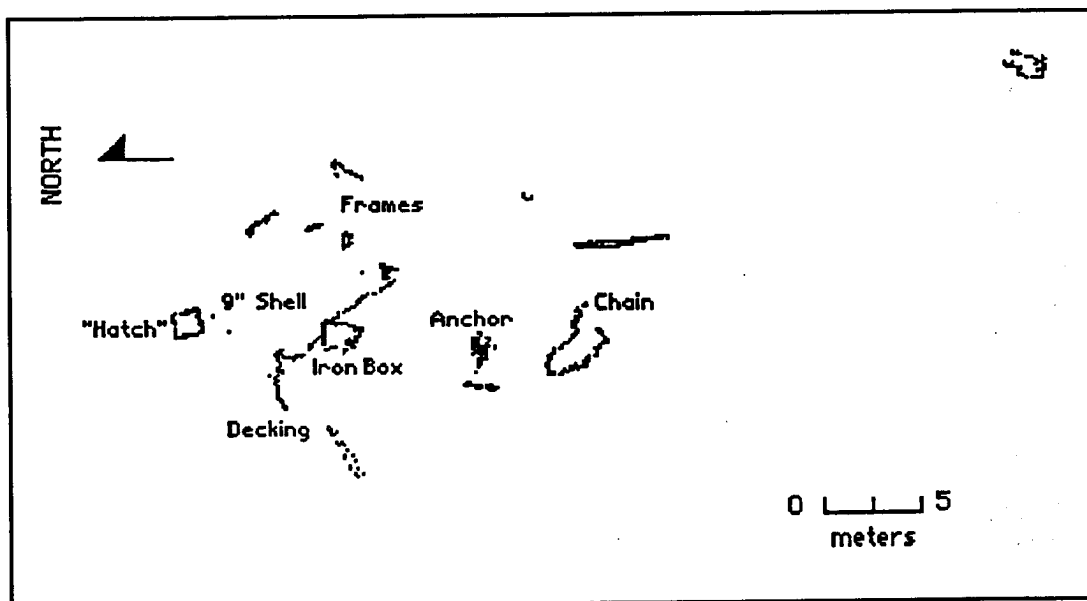 NORTH
Frames
9" Shell
"Hatch"
Chain
Anchor
Iron Box
Decking
0 5
meters